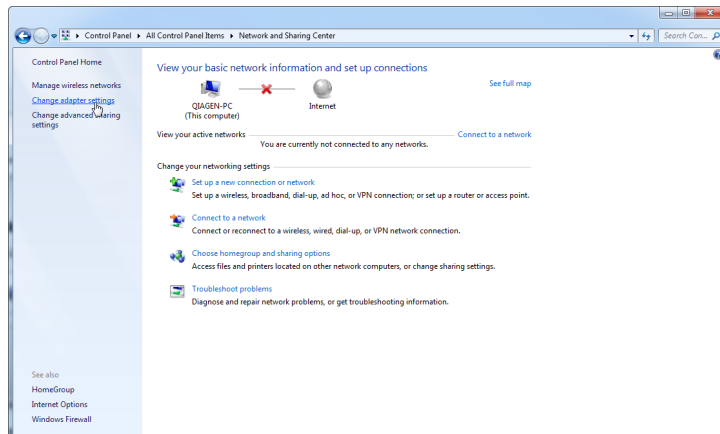 Control Panel ▸ All Control Panel Items ▸ Network and Sharing Center
Search Con...
Control Panel Home
Manage wireless networks
Change adapter settings
Change advanced sharing
settings
View your basic network information and set up connections
See full map
QIAGEN-PC
(This computer)
Internet
View your active networks
Connect to a network
You are currently not connected to any networks.
Change your networking settings
Set up a new connection or network
Set up a wireless, broadband, dial-up, ad hoc, or VPN connection; or set up a router or access point.
Connect to a network
Connect or reconnect to a wireless, wired, dial-up, or VPN network connection.
Choose homegroup and sharing options
Access files and printers located on other network computers, or change sharing settings.
Troubleshoot problems
Diagnose and repair network problems, or get troubleshooting information.
See also
HomeGroup
Internet Options
Windows Firewall